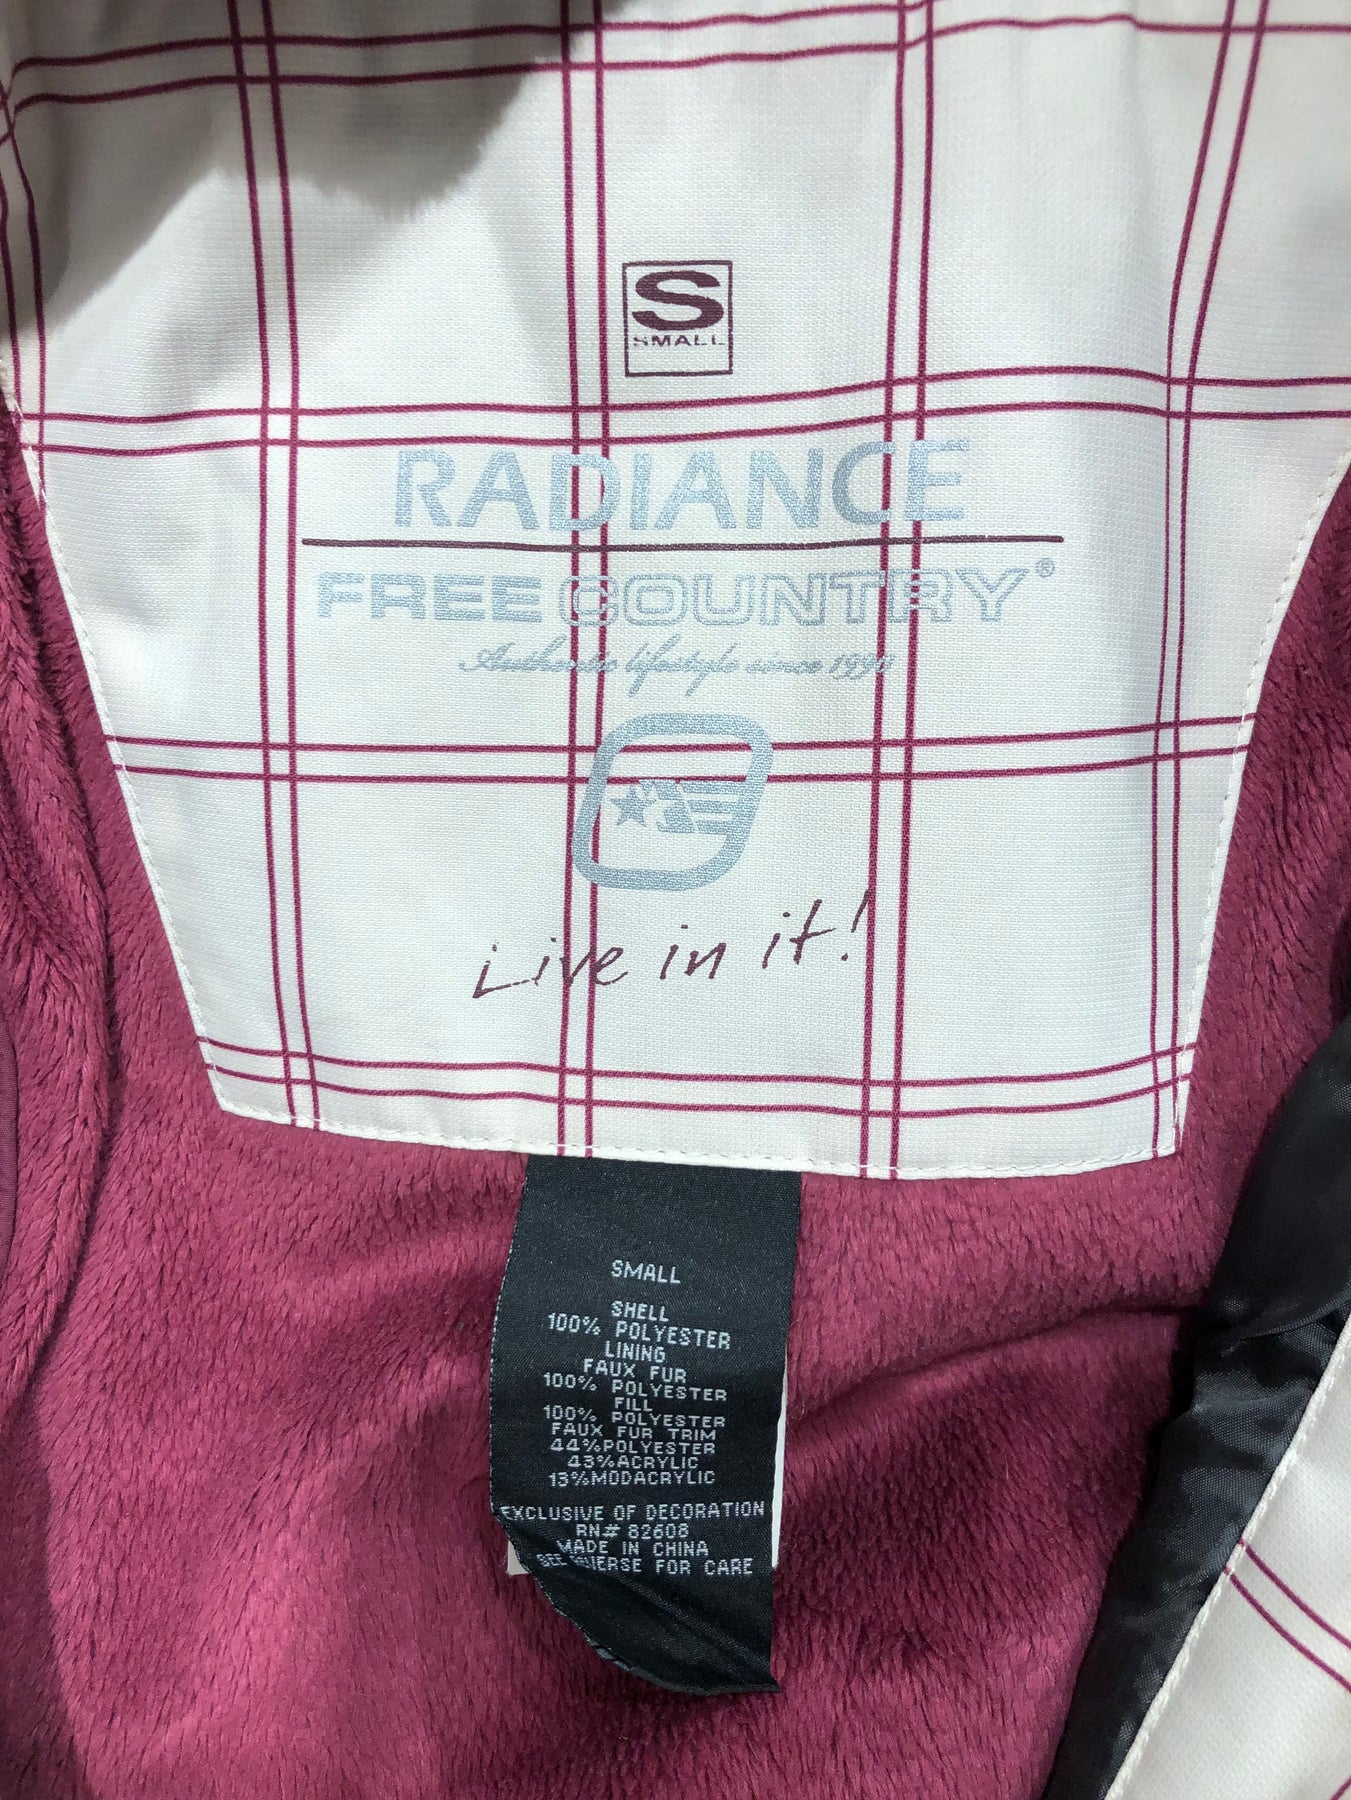 S
SMALL
RADIANCE
FREE COUNTRY®
Authentic lifestyle since 1990
Live in it!
SMALL
SHELL
100% POLYESTER
LINING
FAUX FUR
100% POLYESTER
FILL
100% POLYESTER
FAUX FUR TRIM
44%POLYESTER
43%ACRYLIC
13%MODACRYLIC
EXCLUSIVE OF DECORATION
RN# 82608
MADE IN CHINA
SEE FOR CARE